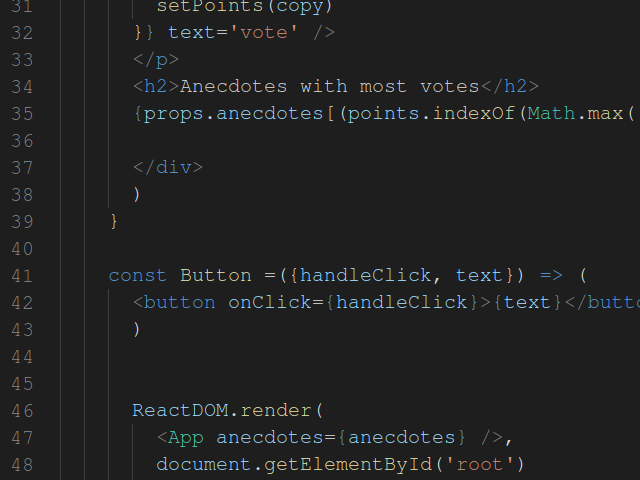 31 setPoints(copy)
32 }} text='vote' />
33 </p>
34 <h2>Anecdotes with most votes</h2>
35 {props.anecdotes[(points.indexOf(Math.max(
36
37 </div>
38 )
39 }
40
41 const Button =({handleClick, text}) => (
42 <button onClick={handleClick}>{text}</butto
43 )
44
45
46 ReactDOM.render(
47 <App anecdotes={anecdotes} />,
48 document.getElementById('root')